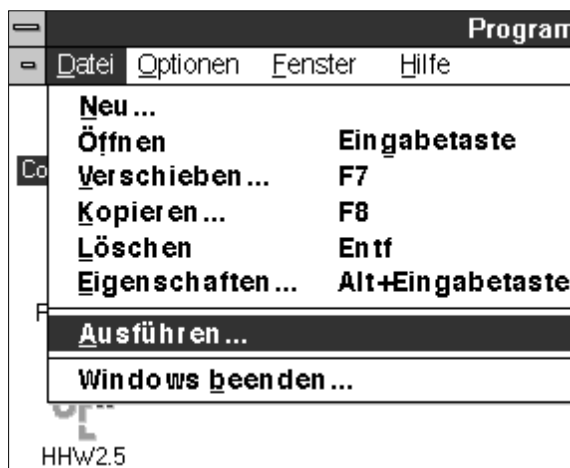 Program
Datei Optionen Fenster Hilfe
Neu...
Öffnen Eingabetaste
Co
Verschieben... F7
Kopieren... F8
Löschen Entf
Eigenschaften... Alt+Eingabetaste
Ausführen...
Windows beenden...
HHW2.5